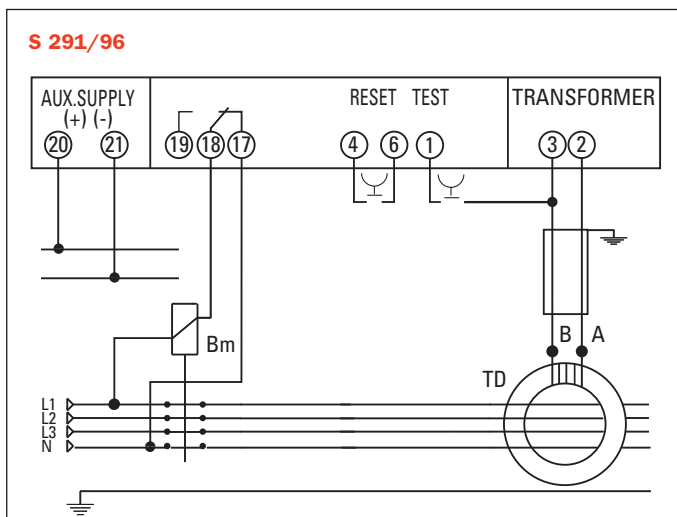 S 291/96
AUX.SUPPLY
(+) (-)
RESET TEST
TRANSFORMER
20 21 19 18 17 4 6 1 3 2
B A
Bm
TD
L1
L2
L3
N